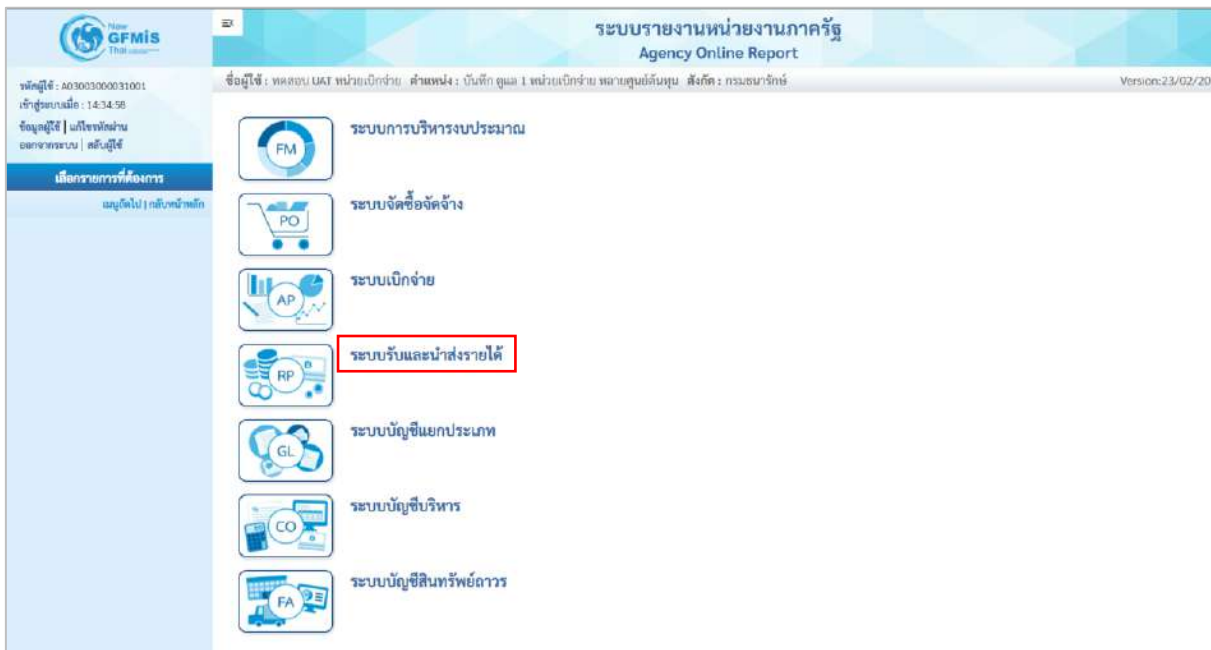 New
GFMIS
Thai
ระบบรายงานหน่วยงานภาครัฐ
Agency Online Report
รหัสผู้ใช้ : A03003000031001
เข้าสู่ระบบเมื่อ : 14:34:58
ข้อมูลผู้ใช้ | แก้ไขรหัสผ่าน
ออกจากระบบ | สลับผู้ใช้
เลือกรายการที่ต้องการ
เมนูถัดไป | กลับหน้าหลัก
ชื่อผู้ใช้ : ทดสอบ UAT หน่วยเบิกจ่าย ตำแหน่ง : บันทึก ดูแล 1 หน่วยเบิกจ่าย หลายศูนย์ต้นทุน สังกัด : กรมธนารักษ์
Version:23/02/20
FM
ระบบการบริหารงบประมาณ
PO
ระบบจัดซื้อจัดจ้าง
AP
ระบบเบิกจ่าย
RP
ระบบรับและนำส่งรายได้
GL
ระบบบัญชีแยกประเภท
CO
ระบบบัญชีบริหาร
FA
ระบบบัญชีสินทรัพย์ถาวร